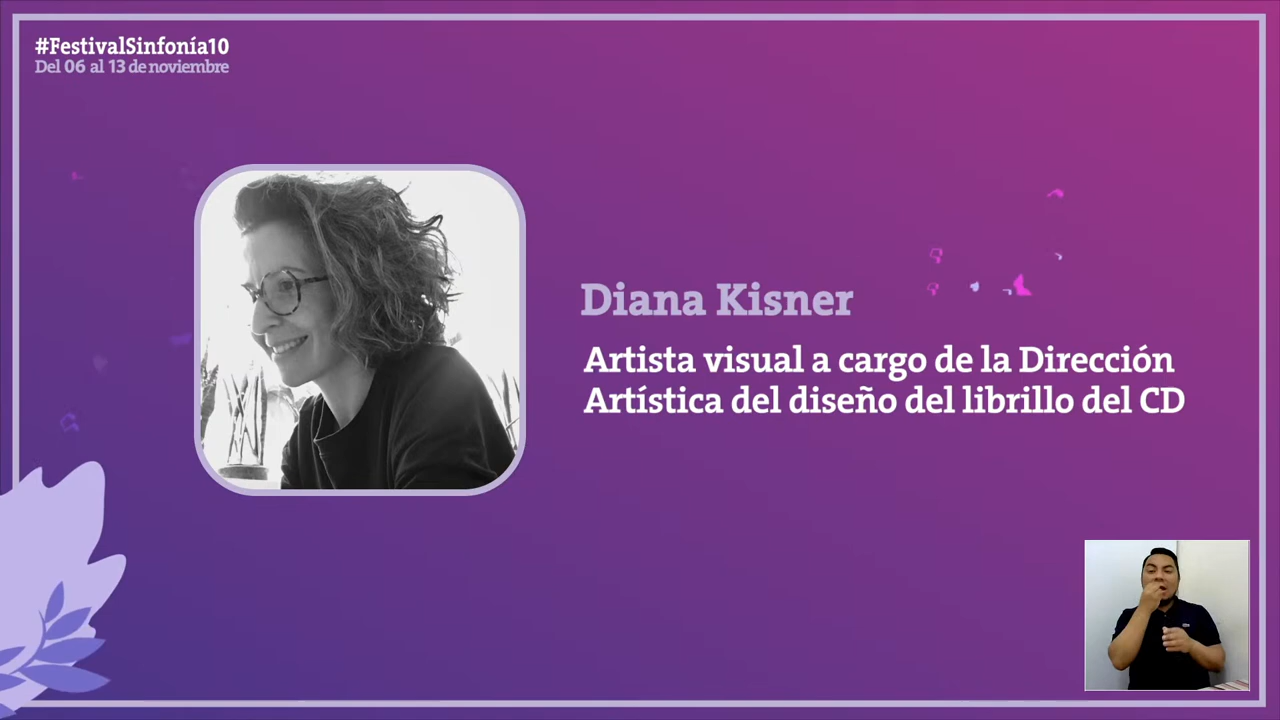 #FestivalSinfonía10
Del 06 al 13 de noviembre
Diana Kisner
Artista visual a cargo de la Dirección
Artística del diseño del librillo del CD